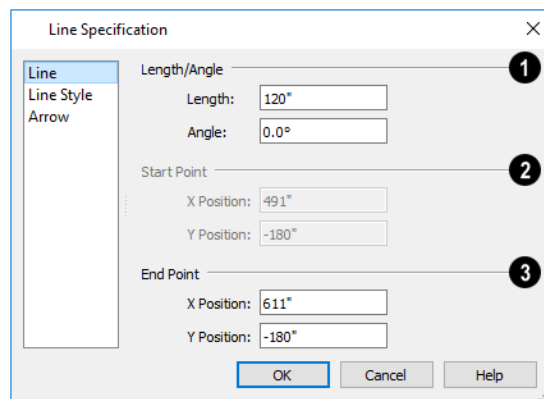 Line Specification
Line
Line Style
Arrow
Length/Angle
1
Length: 120"
Angle: 0.0°
Start Point
2
X Position: 491"
Y Position: -180"
End Point
3
X Position: 611"
Y Position: -180"
OK Cancel Help